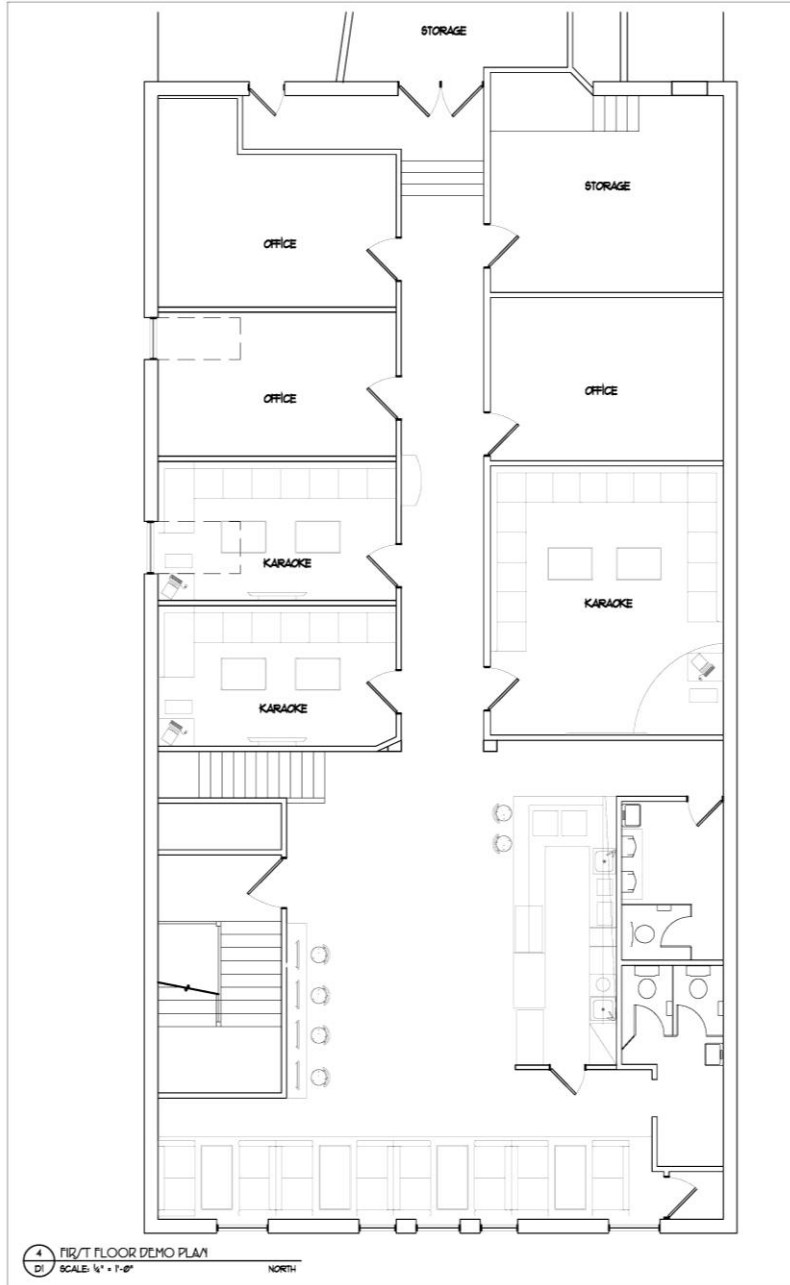 STORAGE
STORAGE
OFFICE
OFFICE
OFFICE
KARAOKE
KARAOKE
KARAOKE
4
D1
FIRST FLOOR DEMO PLAN
SCALE: ¼" = 1'-0"
NORTH